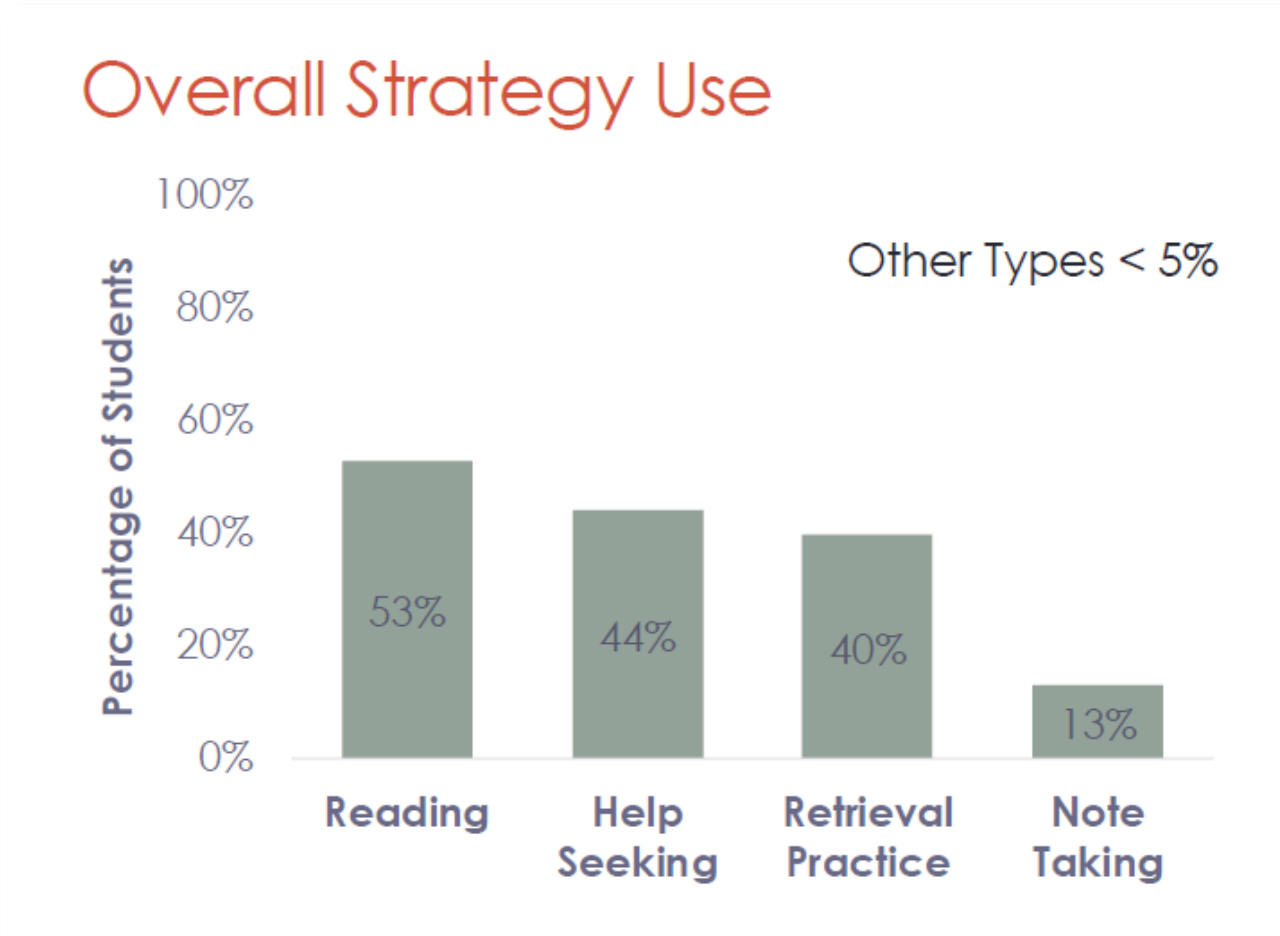 Overall Strategy Use
100%
Other Types < 5%
80%
60%
40%
20%
0%
Percentage of Students
53%
44%
40%
13%
Reading
Help
Seeking
Retrieval
Practice
Note
Taking